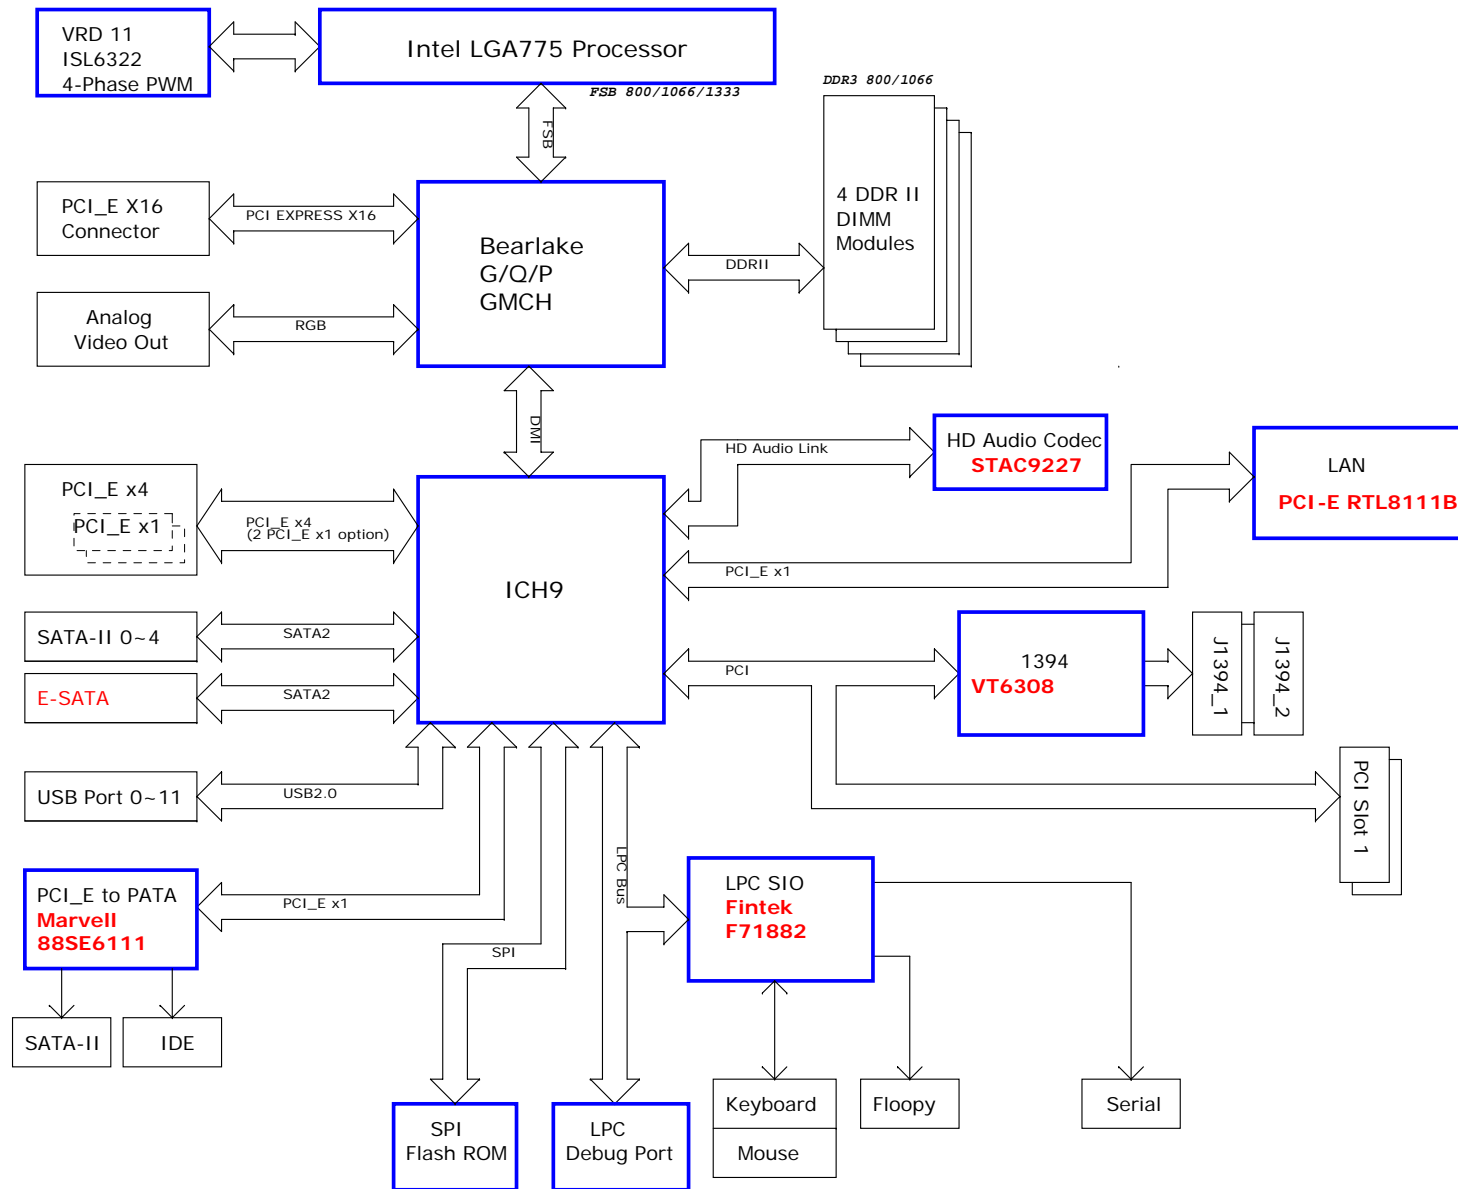 VRD 11
ISL6322
4-Phase PWM
Intel LGA775 Processor
FSB 800/1066/1333
DDR3 800/1066
FSB
PCI_E X16
Connector
PCI EXPRESS X16
Bearlake
G/Q/P
GMCH
DDRII
4 DDR II
DIMM
Modules
Analog
Video Out
RGB
DMI
HD Audio Link
HD Audio Codec
STAC9227
LAN
PCI-E RTL8111B
PCI_E x4
PCI_E x1
PCI_E x4
(2 PCI_E x1 option)
ICH9
PCI_E x1
SATA-II 0~4
SATA2
E-SATA
SATA2
PCI
1394
VT6308
J1394_1
J1394_2
USB Port 0~11
USB2.0
PCI Slot 1
PCI_E to PATA
Marvell
88SE6111
PCI_E x1
SPI
LPC Bus
LPC SIO
Fintek
F71882
SATA-II
IDE
SPI
Flash ROM
LPC
Debug Port
Keyboard
Mouse
Floopy
Serial